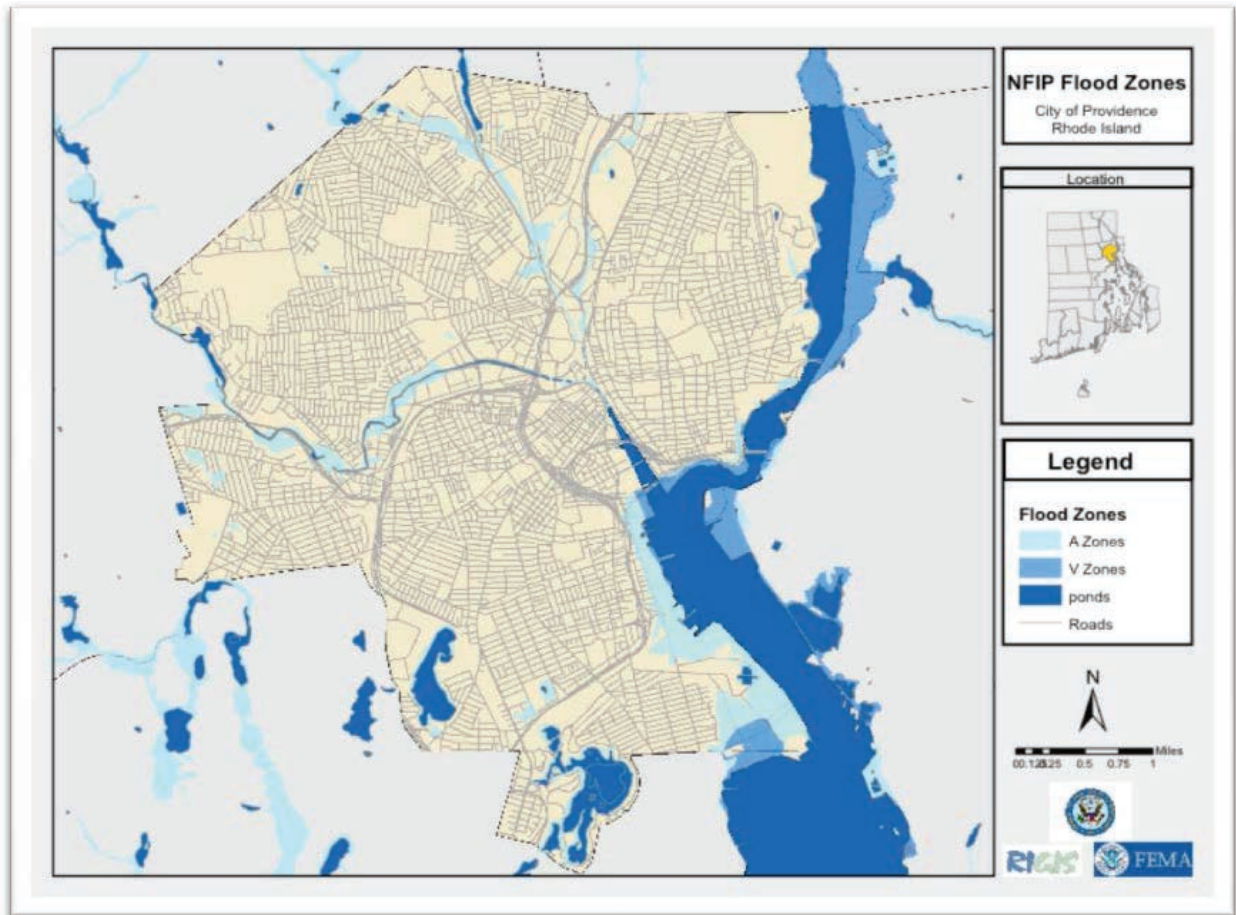 NFIP Flood Zones
City of Providence
Rhode Island
Location
Legend
Flood Zones
A Zones
V Zones
ponds
Roads
N
Miles
0.5 0.75 1
RIGIS
FEMA